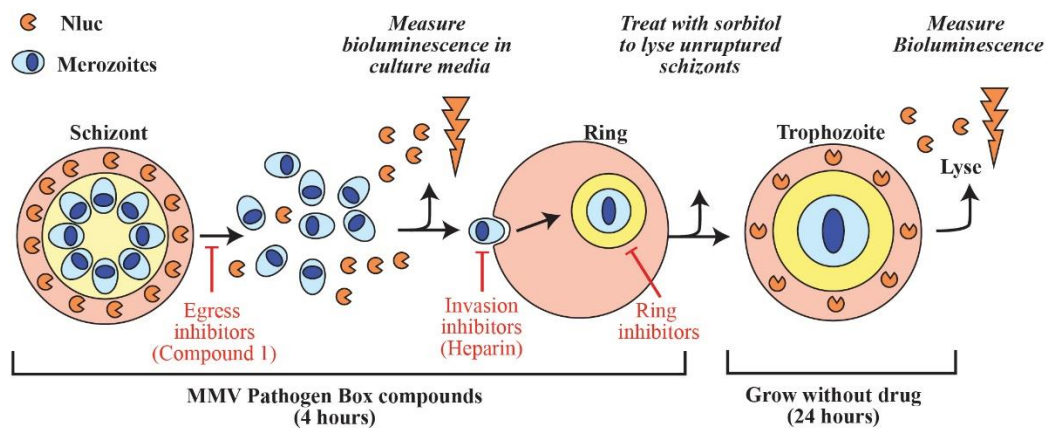 Nluc
Merozoites
Measure
bioluminescence in
culture media
Treat with sorbitol
to lyse unruptured
schizonts
Measure
Bioluminescence
Schizont
Ring
Trophozoite
Lyse
Egress
inhibitors
(Compound 1)
Invasion
inhibitors
(Heparin)
Ring
inhibitors
MMV Pathogen Box compounds
(4 hours)
Grow without drug
(24 hours)